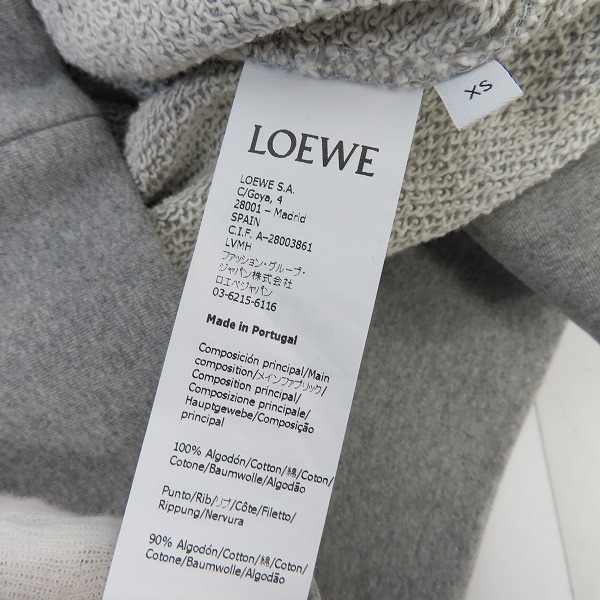 XS
LOEWE
LOEWE S.A.
C/Goya, 4
28001 – Madrid
SPAIN
C.I.F. A-28003861
LVMH
ファッション・グループ・
ジャパン株式会社
ロエベジャパン
03-6215-6116
Made in Portugal
Composición principal/Main
composition/メインファブリック/
Composition principal/
Composizione principale/
Hauptgewebe/Composição
principal
100% Algodón/Cotton/綿/Coton/
Cotone/Baumwolle/Algodão
Punto/Rib/リブ/Côte/Filetto/
Rippung/Nervura
90% Algodón/Cotton/綿/Coton/
Cotone/Baumwolle/Algodão